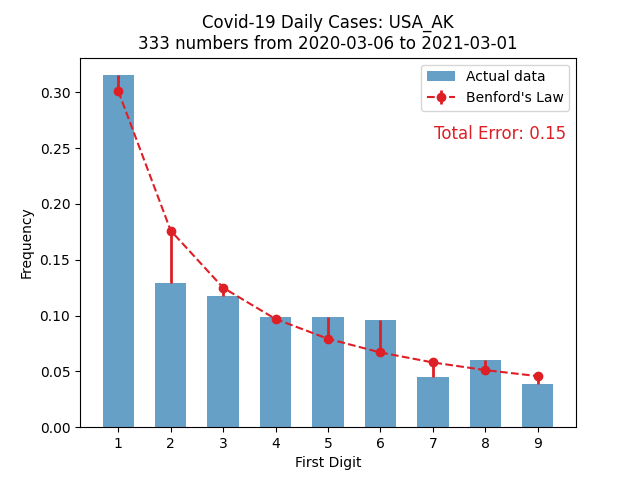 Covid-19 Daily Cases: USA_AK
333 numbers from 2020-03-06 to 2021-03-01
Actual data
Benford's Law
Total Error: 0.15
Frequency
0.30
0.25
0.20
0.15
0.10
0.05
0.00
1 2 3 4 5 6 7 8 9
First Digit